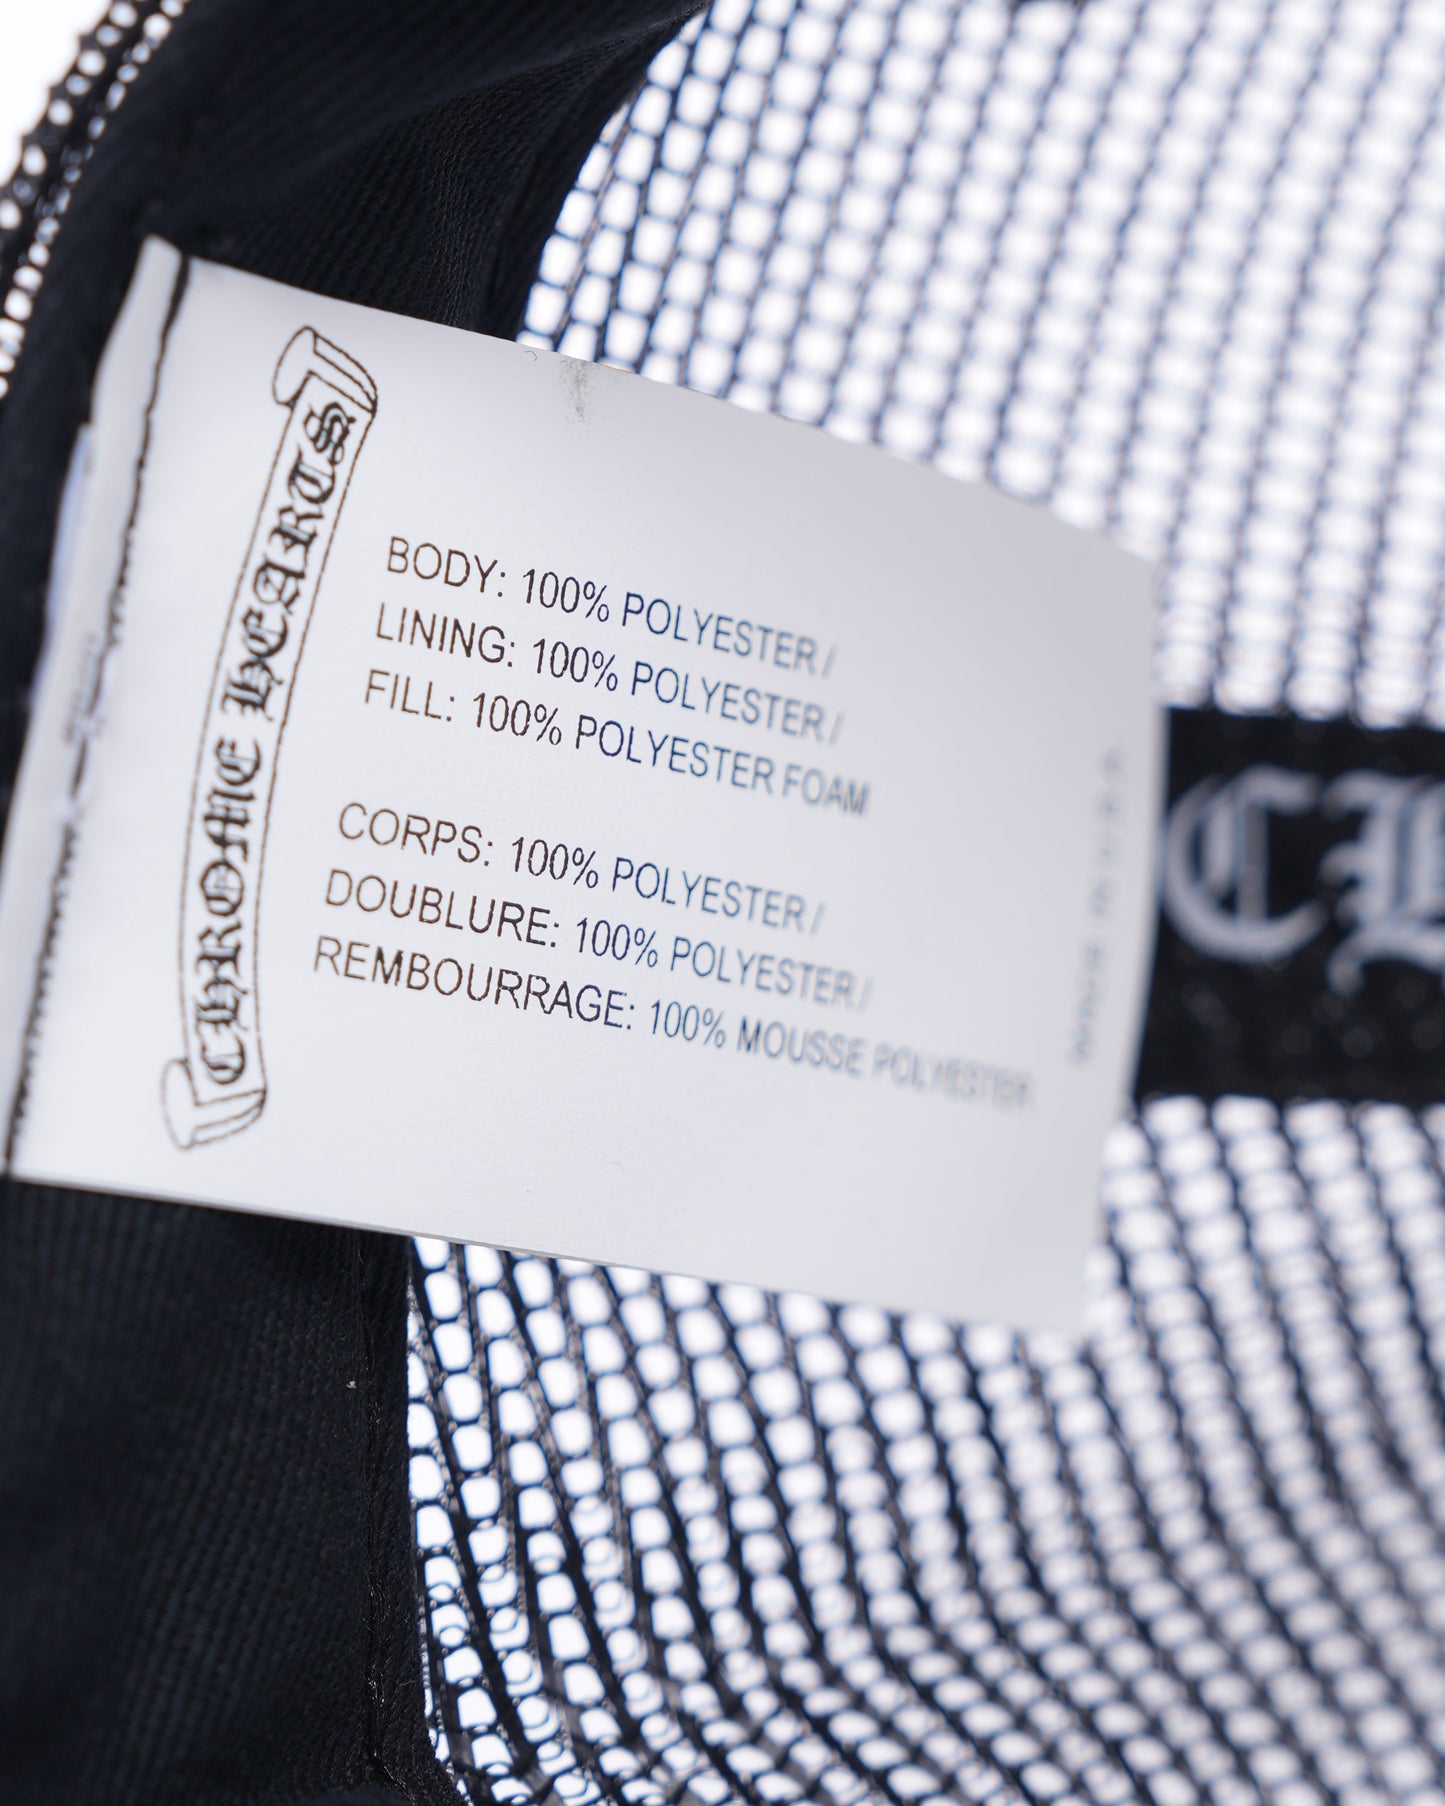 CHROME HEARTS
BODY: 100% POLYESTER /
LINING: 100% POLYESTER /
FILL: 100% POLYESTER FOAM
CORPS: 100% POLYESTER /
DOUBLURE: 100% POLYESTER /
REMBOURRAGE: 100% MOUSSE POLYESTER